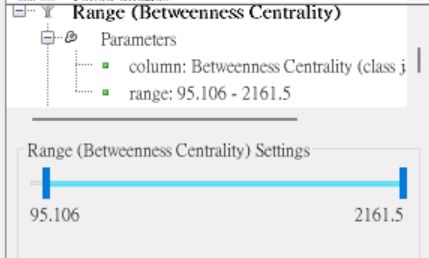 Range (Betweenness Centrality)
Parameters
column: Betweenness Centrality (class j
range: 95.106 - 2161.5
Range (Betweenness Centrality) Settings
95.106
2161.5